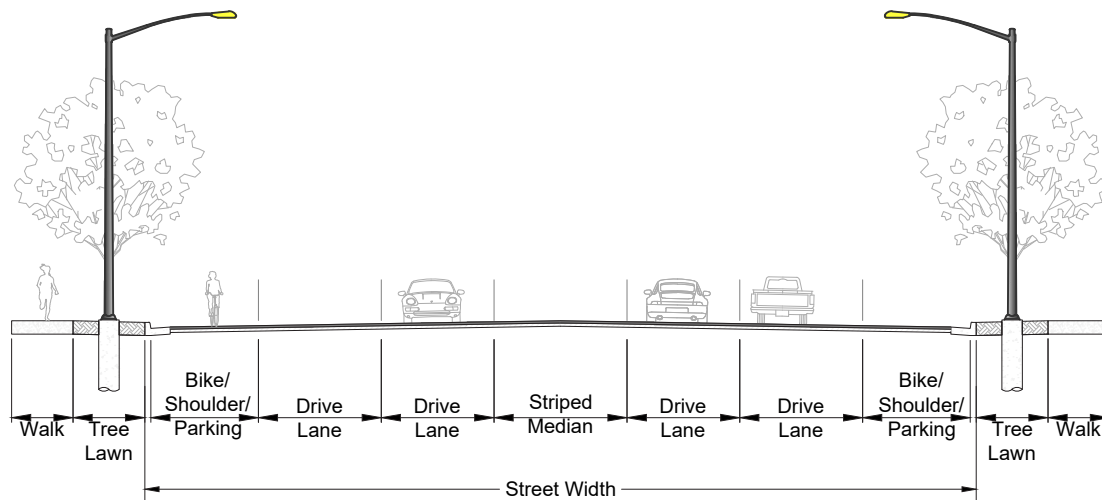 Walk
Tree
Lawn
Bike/
Shoulder/
Parking
Drive
Lane
Drive
Lane
Striped
Median
Drive
Lane
Drive
Lane
Bike/
Shoulder/
Parking
Tree
Lawn
Walk
Street Width